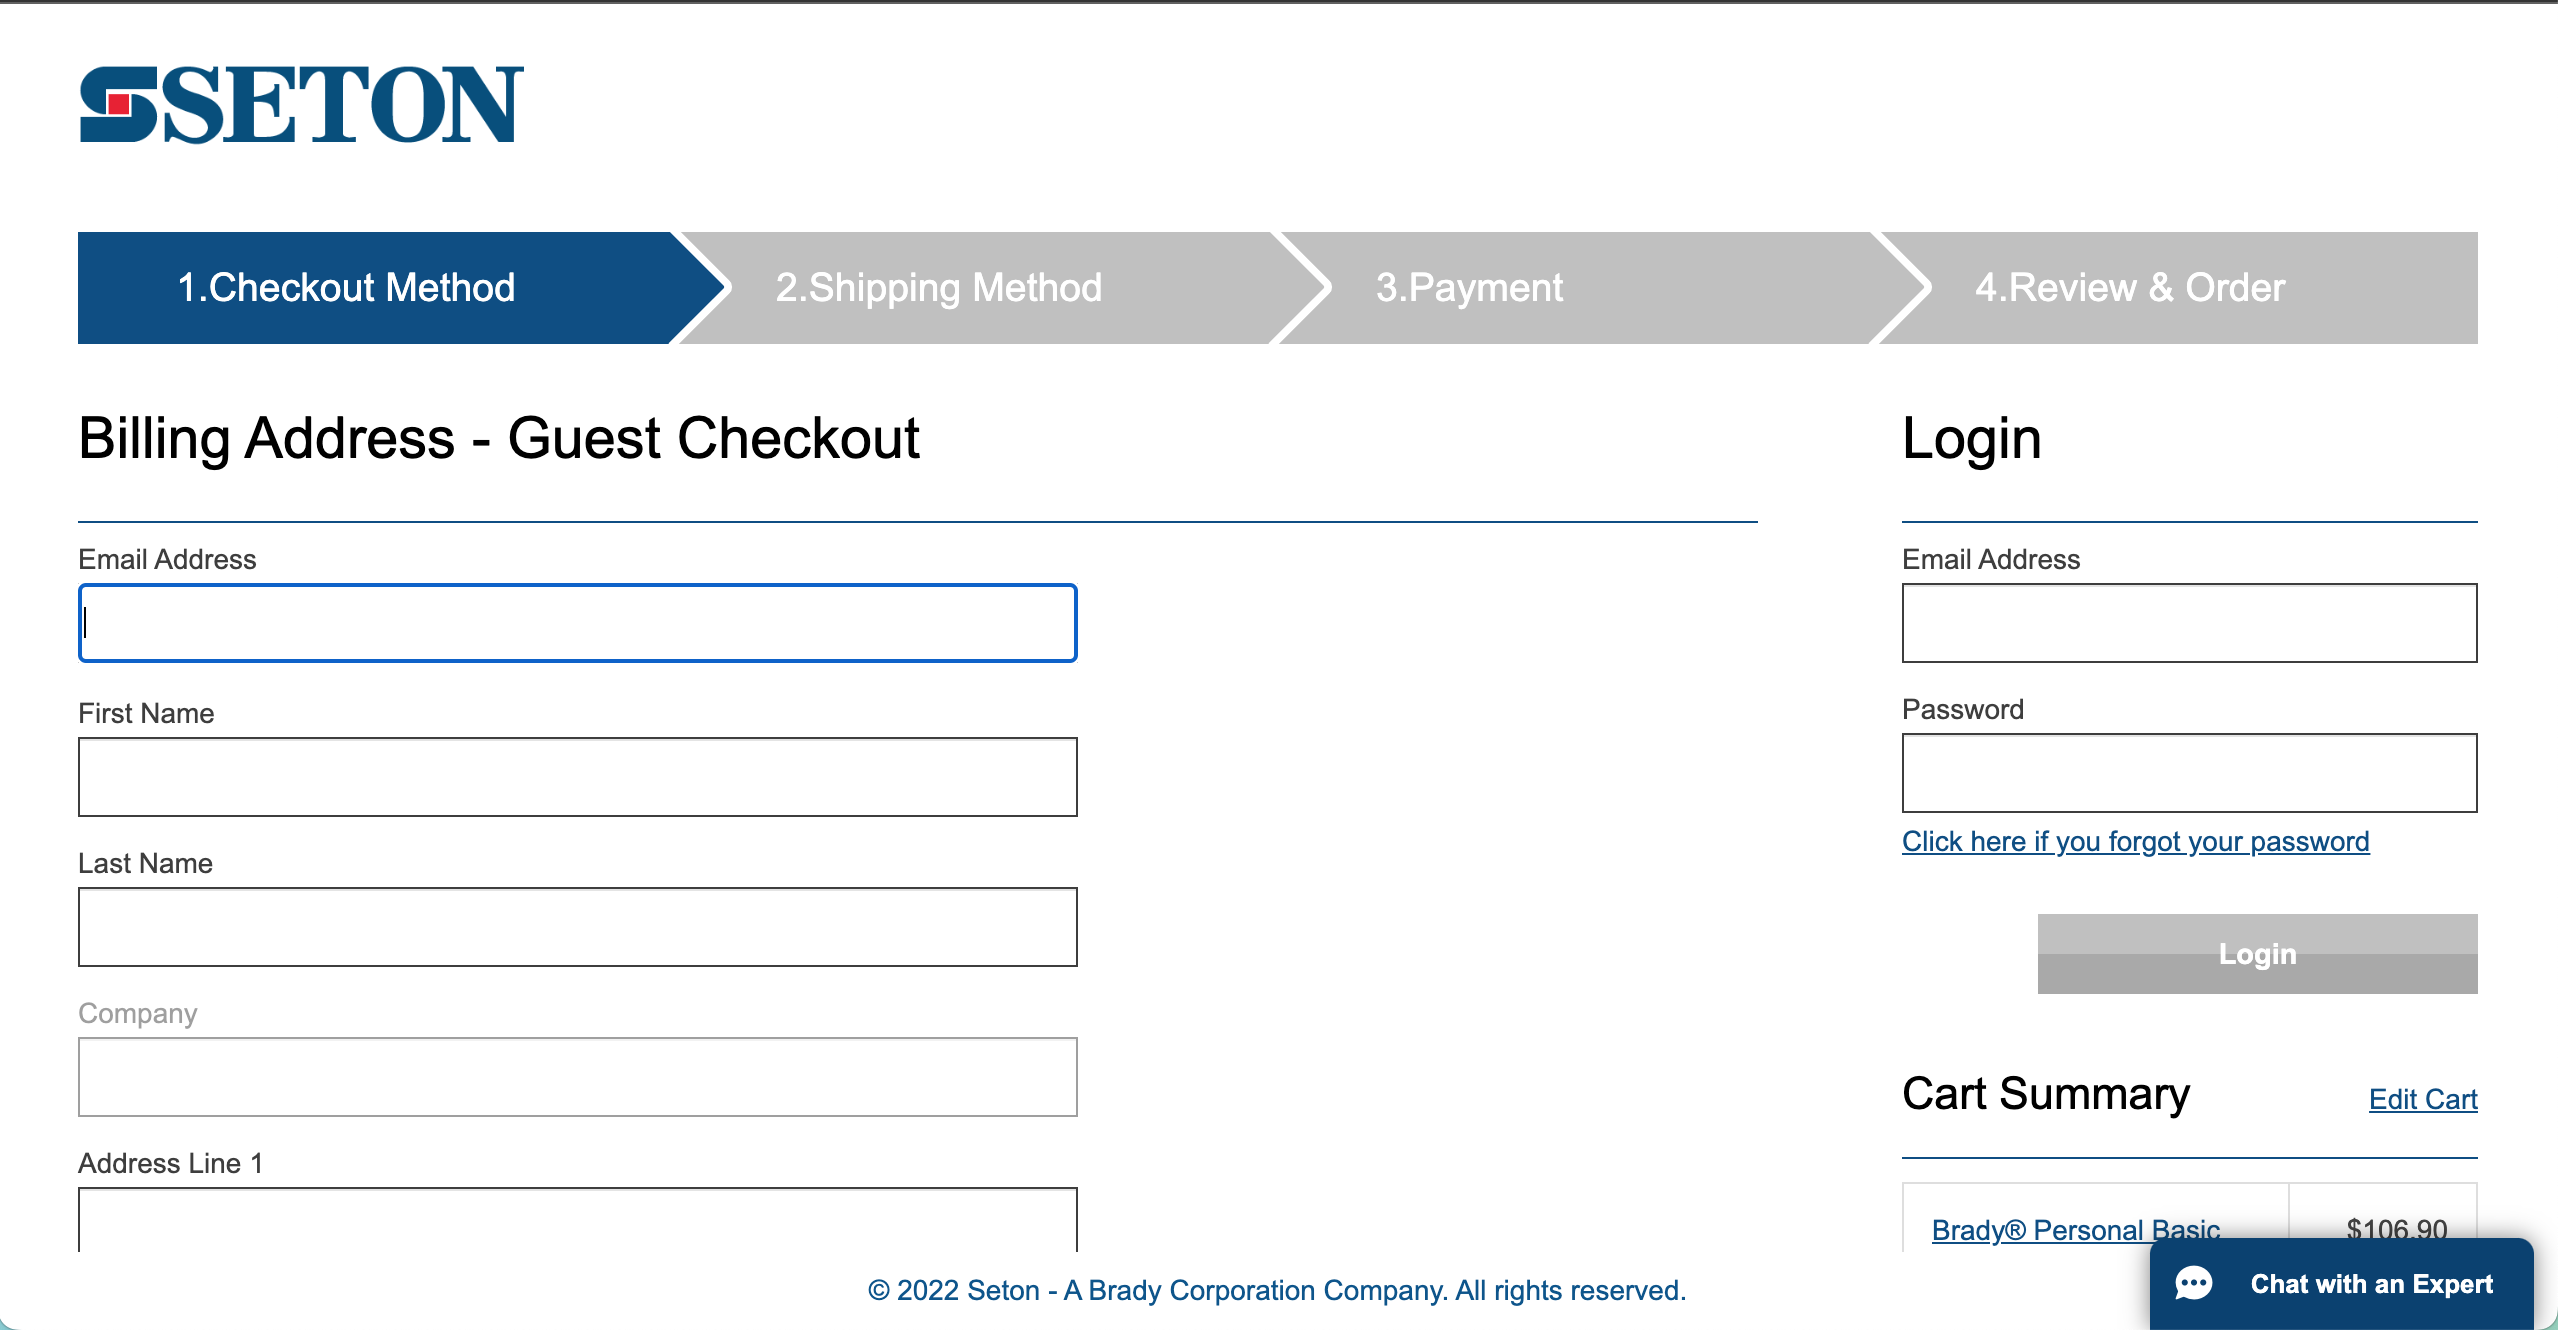 SETON
1.Checkout Method
2.Shipping Method
3.Payment
4.Review & Order
Billing Address - Guest Checkout
Email Address
First Name
Last Name
Company
Address Line 1
Login
Email Address
Password
Click here if you forgot your password
Login
Cart Summary
Edit Cart
Brady® Personal Basic
$106.90
© 2022 Seton - A Brady Corporation Company. All rights reserved.
Chat with an Expert